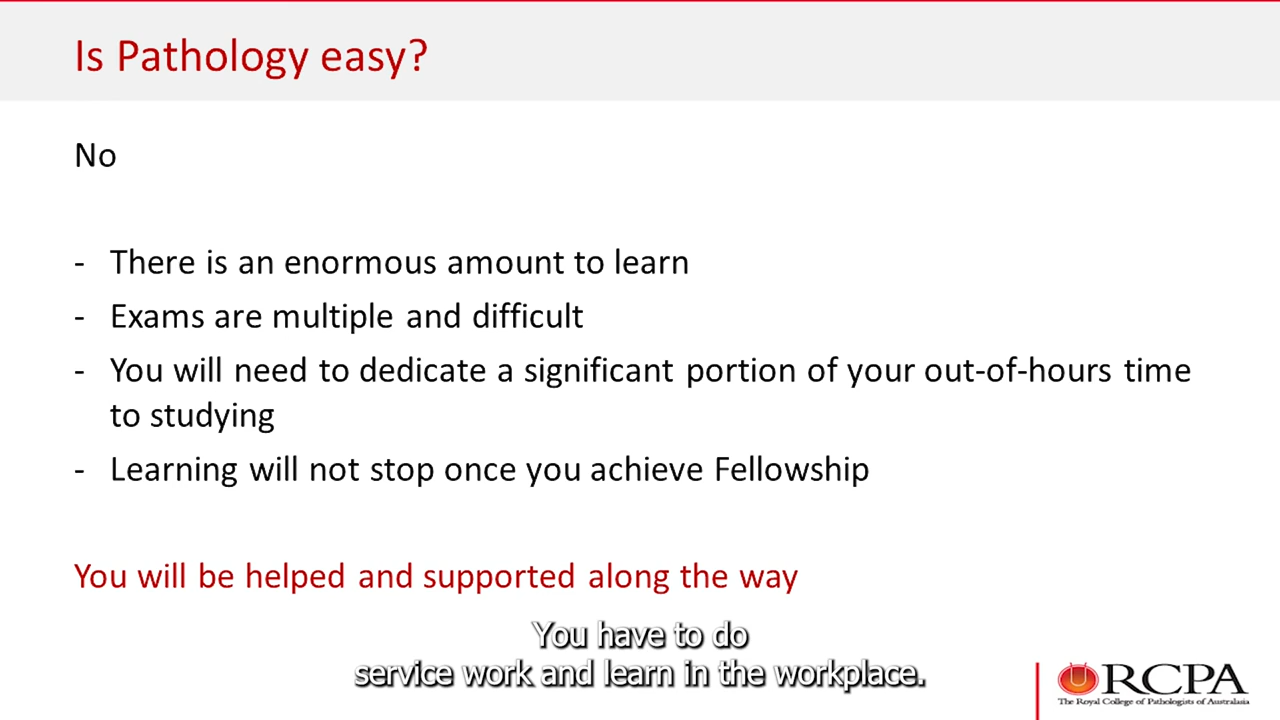 Is Pathology easy?
No
- There is an enormous amount to learn
- Exams are multiple and difficult
- You will need to dedicate a significant portion of your out-of-hours time
to studying
- Learning will not stop once you achieve Fellowship
You will be helped and supported along the way
You have to do
service work and learn in the workplace.
RCPA
The Royal College of Pathologists of Australasia